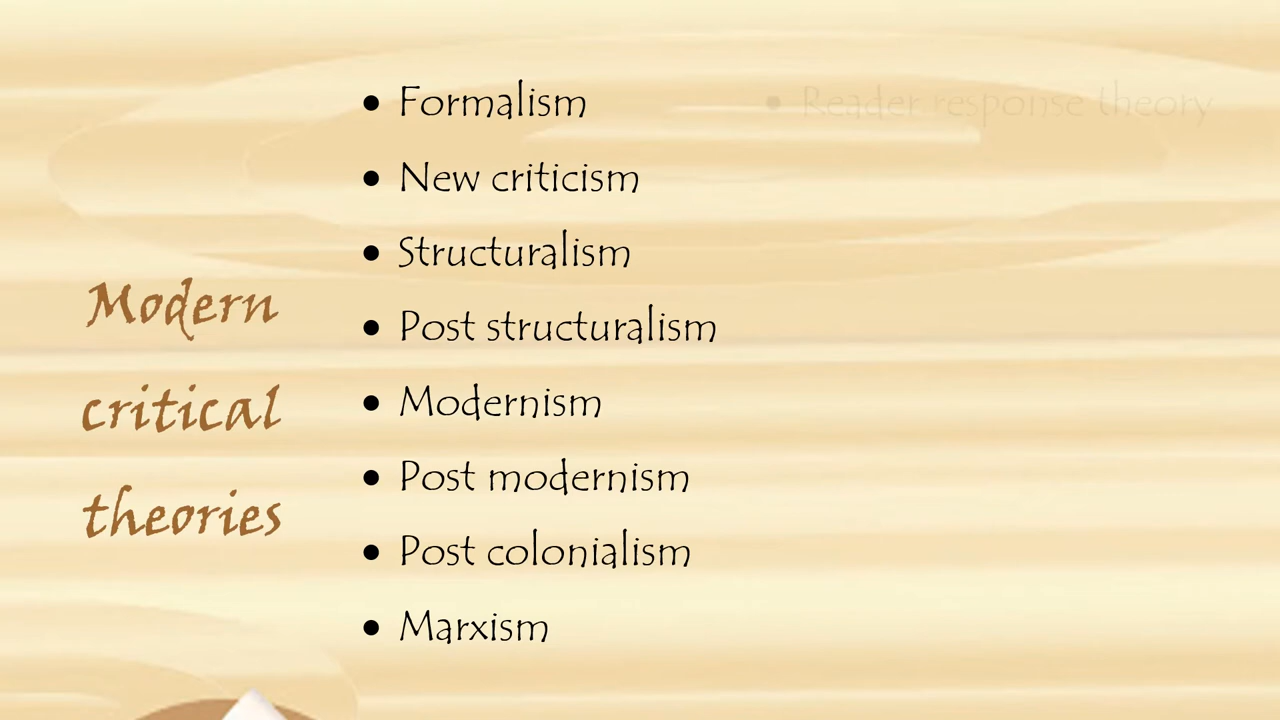 Modern
critical
theories
• Formalism
• New criticism
• Structuralism
• Post structuralism
• Modernism
• Post modernism
• Post colonialism
• Marxism
• Reader response theory